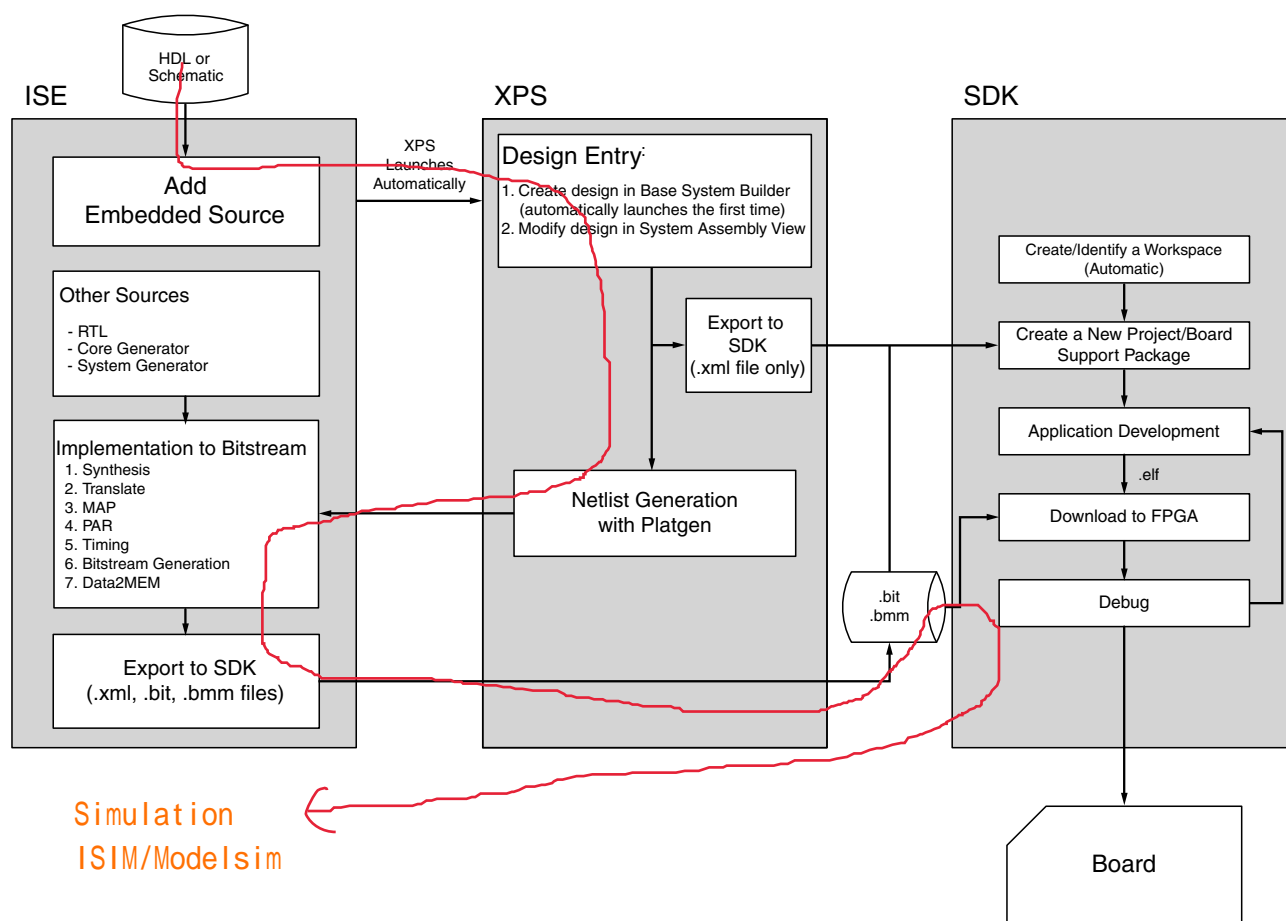 HDL or
Schematic
ISE
XPS
SDK
Add
Embedded Source
XPS
Launches
Automatically
Design Entry:
1. Create design in Base System Builder
(automatically launches the first time)
2. Modify design in System Assembly View
Other Sources
- RTL
- Core Generator
- System Generator
Export to
SDK
(.xml file only)
Create/Identify a Workspace
(Automatic)
Create a New Project/Board
Support Package
Application Development
.elf
Download to FPGA
Debug
Implementation to Bitstream
1. Synthesis
2. Translate
3. MAP
4. PAR
5. Timing
6. Bitstream Generation
7. Data2MEM
Netlist Generation
with Platgen
.bit
.bmm
Export to SDK
(.xml, .bit, .bmm files)
Simulation
ISIM/Modelsim
Board